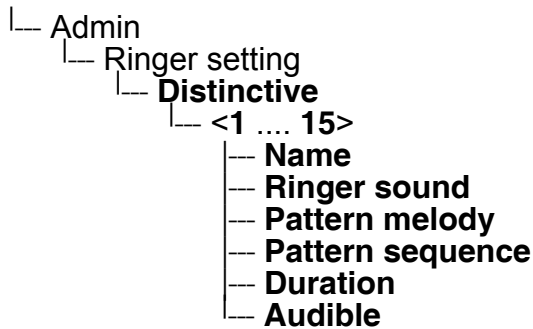 Admin
Ringer setting
Distinctive
<1 .... 15>
Name
Ringer sound
Pattern melody
Pattern sequence
Duration
Audible